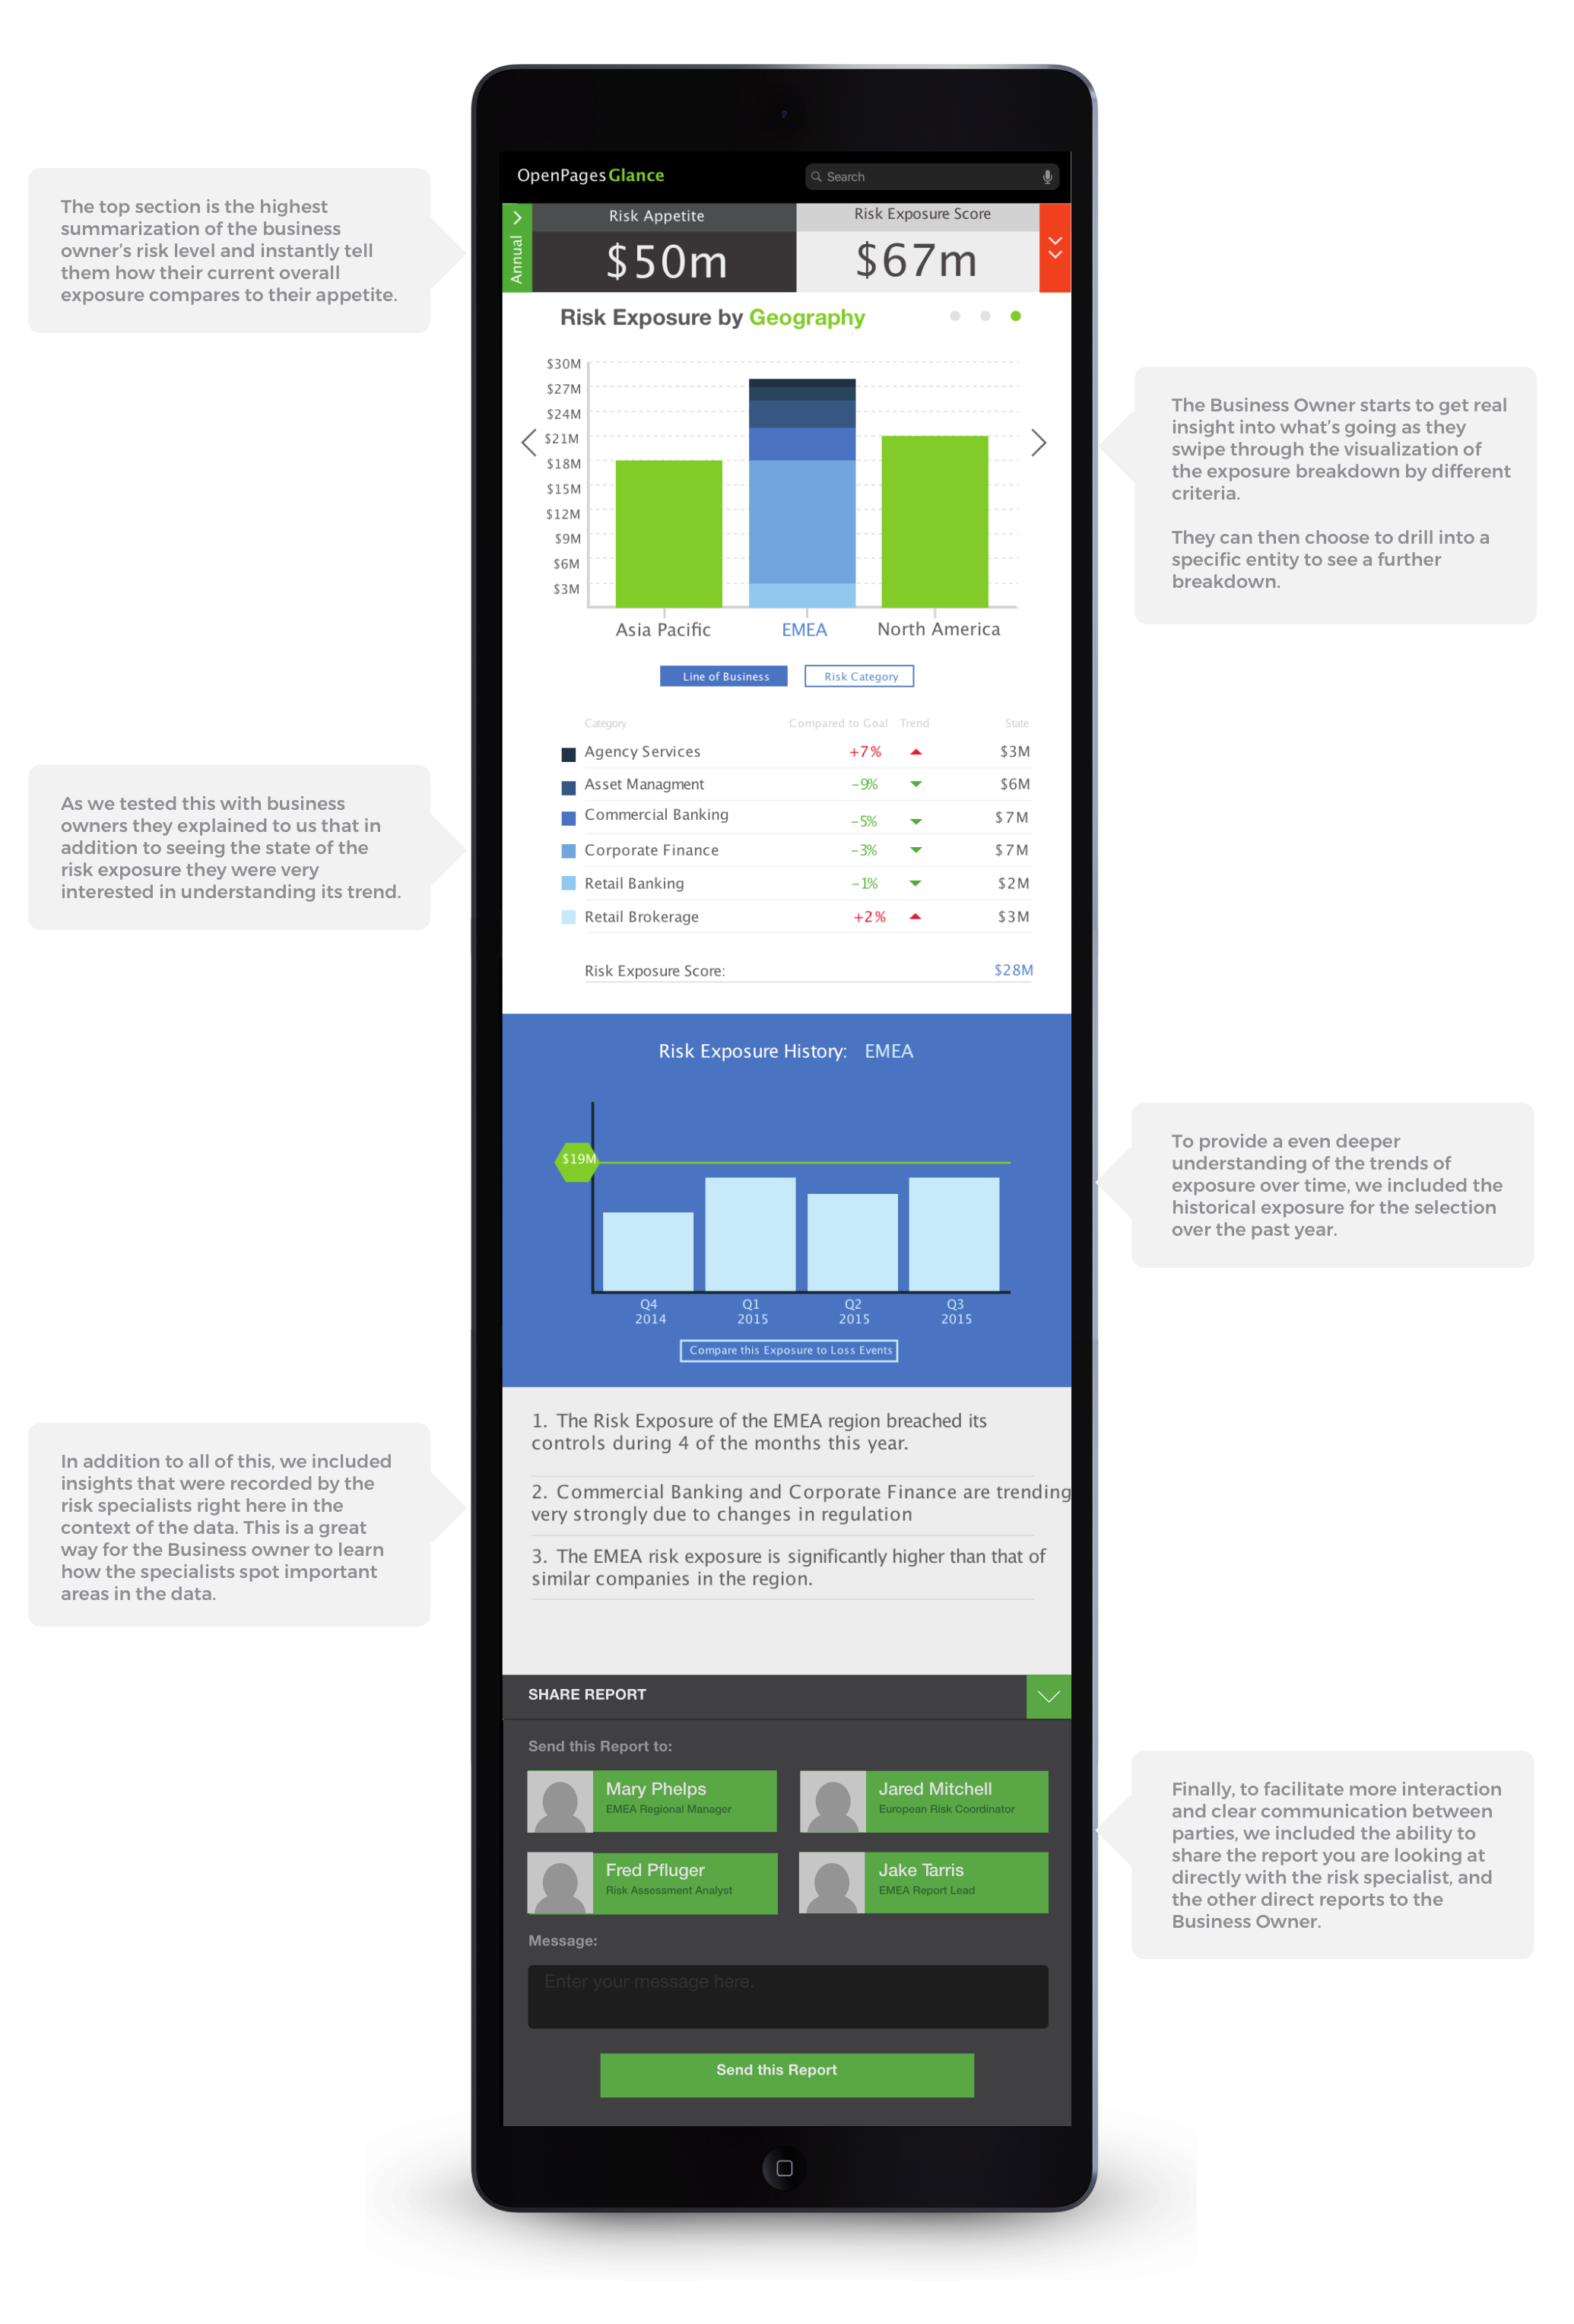 OpenPages Glance
Search
Annual
Risk Appetite
$50m
Risk Exposure Score
$67m
The top section is the highest
summarization of the business
owner's risk level and instantly tell
them how their current overall
exposure compares to their appetite.
Risk Exposure by Geography
$30M
$27M
$24M
$21M
$18M
$15M
$12M
$9M
$6M
$3M
Asia Pacific
EMEA
North America
The Business Owner starts to get real
insight into what's going as they
swipe through the visualization of
the exposure breakdown by different
criteria.
They can then choose to drill into a
specific entity to see a further
breakdown.
Line of Business
Risk Category
Category Compared to Goal Trend State
Agency Services +7% $3M
Asset Managment -9% $6M
Commercial Banking -5% $7M
Corporate Finance -3% $7M
Retail Banking -1% $2M
Retail Brokerage +2% $3M
Risk Exposure Score: $28M
As we tested this with business
owners they explained to us that in
addition to seeing the state of the
risk exposure they were very
interested in understanding its trend.
Risk Exposure History: EMEA
$19M
Q4 Q1 Q2 Q3
2014 2015 2015 2015
Compare this Exposure to Loss Events
To provide a even deeper
understanding of the trends of
exposure over time, we included the
historical exposure for the selection
over the past year.
1. The Risk Exposure of the EMEA region breached its
controls during 4 of the months this year.
2. Commercial Banking and Corporate Finance are trending
very strongly due to changes in regulation
3. The EMEA risk exposure is significantly higher than that of
similar companies in the region.
In addition to all of this, we included
insights that were recorded by the
risk specialists right here in the
context of the data. This is a great
way for the Business owner to learn
how the specialists spot important
areas in the data.
SHARE REPORT
Send this Report to:
Mary Phelps
EMEA Regional Manager
Jared Mitchell
European Risk Coordinator
Fred Pfluger
Risk Assessment Analyst
Jake Tarris
EMEA Report Lead
Message:
Enter your message here.
Send this Report
Finally, to facilitate more interaction
and clear communication between
parties, we included the ability to
share the report you are looking at
directly with the risk specialist, and
the other direct reports to the
Business Owner.